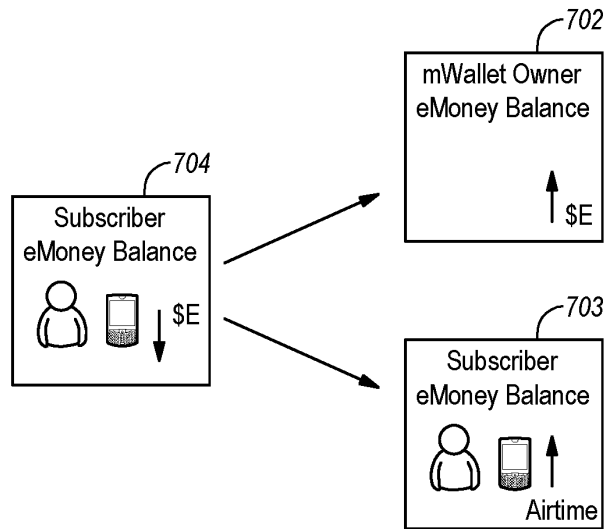 702
mWallet Owner
eMoney Balance
$E
704
Subscriber
eMoney Balance
$E
703
Subscriber
eMoney Balance
Airtime